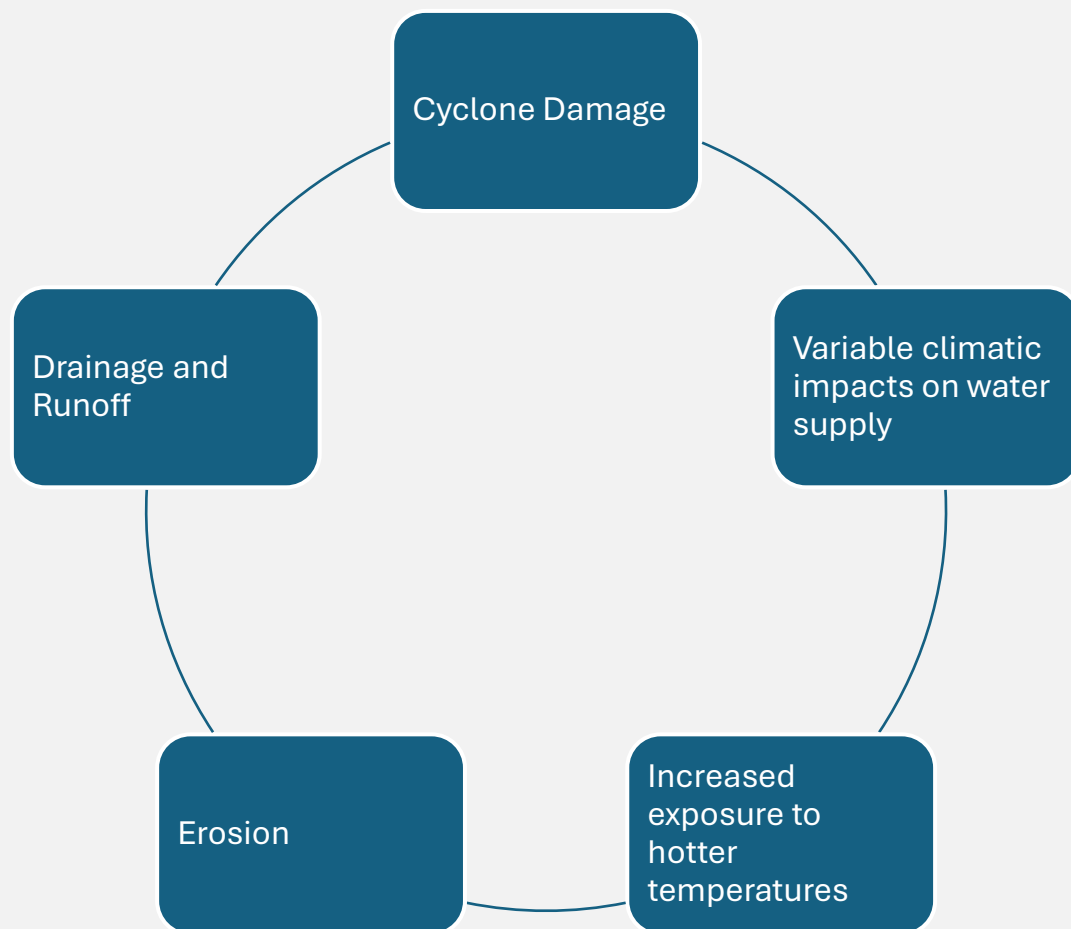 Cyclone Damage
Variable climatic
impacts on water
supply
Increased
exposure to
hotter
temperatures
Erosion
Drainage and
Runoff